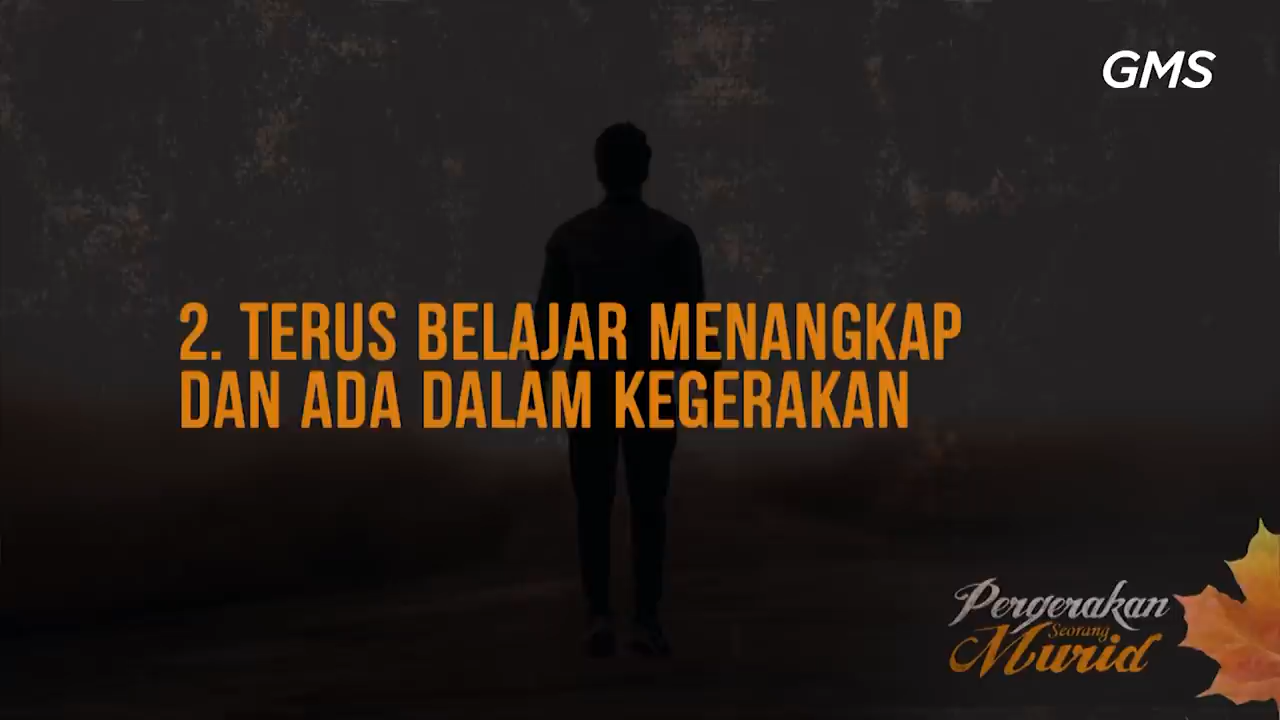 GMS
2. TERUS BELAJAR MENANGKAP
DAN ADA DALAM KEGERAKAN
Pergerakan
Seorang
Murid